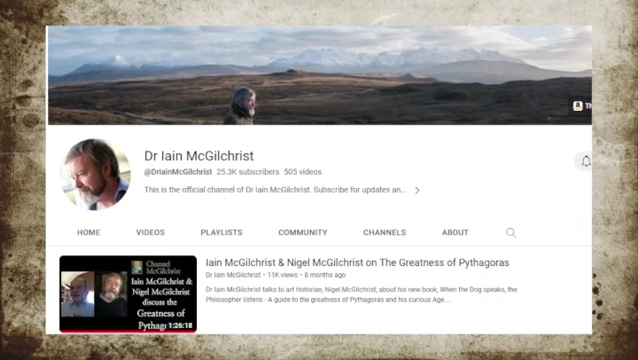 Th
Dr Iain McGilchrist
@DrIainMcGilchrist 25.3K subscribers 505 videos
This is the official channel of Dr Iain McGilchrist. Subscribe for updates an...
HOME VIDEOS PLAYLISTS COMMUNITY CHANNELS ABOUT
Channel
McGilchrist
Iain McGilchrist &
Nigel McGilchrist
discuss the
Greatness of
Pythag
1:26:18
Iain McGilchrist & Nigel McGilchrist on The Greatness of Pythagoras
Dr Iain McGilchrist • 11K views • 8 months ago
Dr Iain McGilchrist talks to art historian, Nigel McGilchrist, about his new book, When the Dog speaks, the
Philosopher listens - A guide to the greatness of Pythagoras and his curious Age....